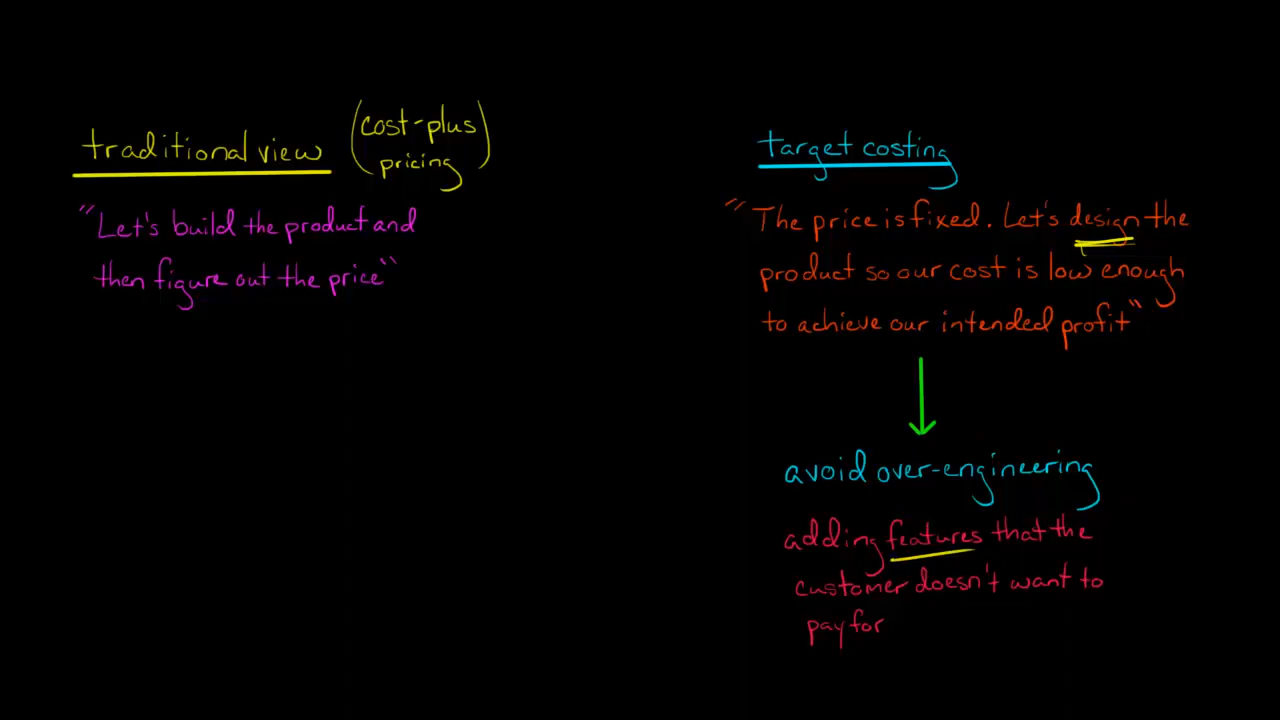 traditional view (cost-plus
pricing)
"Let's build the product and
then figure out the price"
target costing
"The price is fixed. Let's design the
product so our cost is low enough
to achieve our intended profit"
avoid over-engineering
adding features that the
customer doesn't want to
pay for